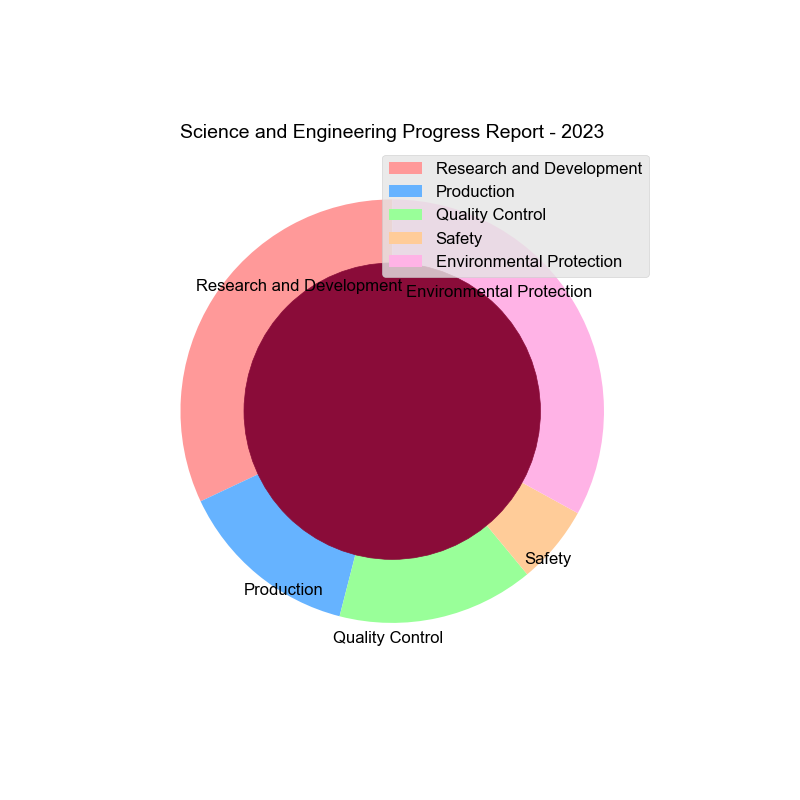 Science and Engineering Progress Report - 2023
Research and Development
Production
Quality Control
Safety
Environmental Protection
Research and Development
Environmental Protection
Safety
Production
Quality Control